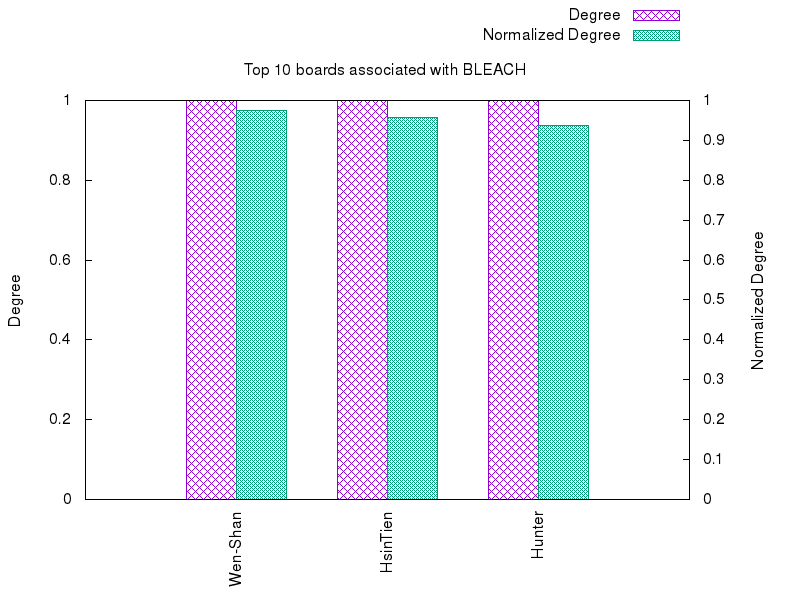 Degree
Normalized Degree
Top 10 boards associated with BLEACH
1
0.8
0.6
0.4
0.2
0
Degree
1
0.9
0.8
0.7
0.6
0.5
0.4
0.3
0.2
0.1
0
Normalized Degree
Wen-Shan
HsinTien
Hunter